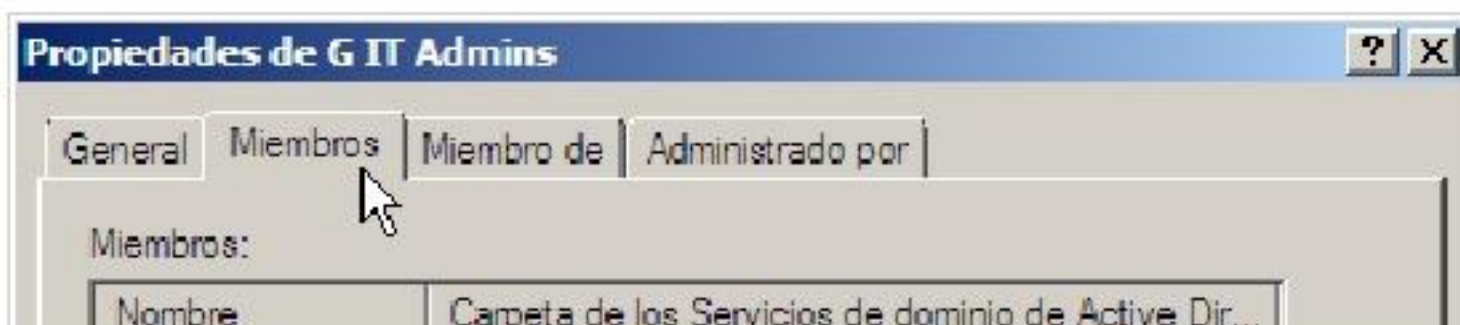 Propiedades de G IT Admins
General Miembros Miembro de Administrado por
Miembros:
Nombre Carpeta de los Servicios de dominio de Active Dir...